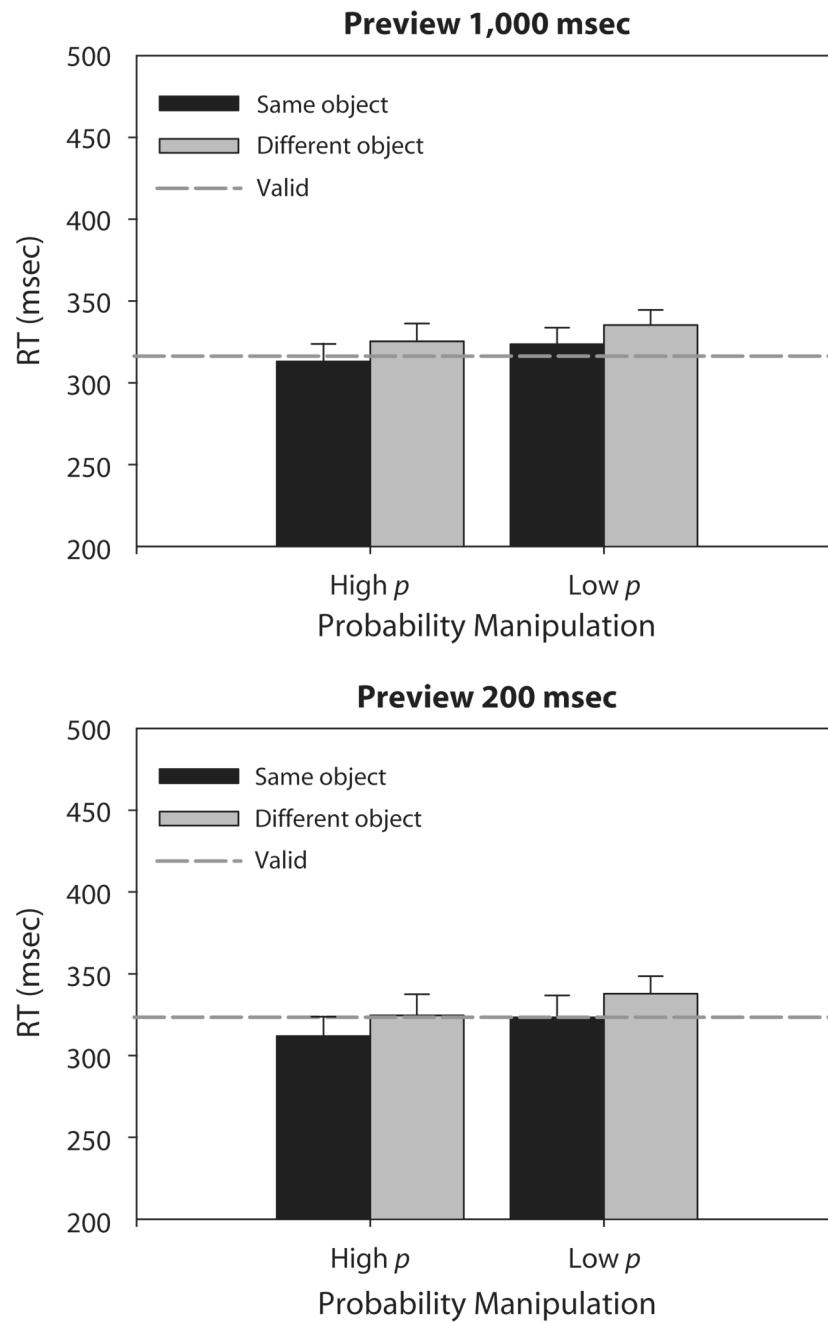 Preview 1,000 msec
500
450
400
350
300
250
200
RT (msec)
Same object
Different object
Valid
High p
Low p
Probability Manipulation
Preview 200 msec
500
450
400
350
300
250
200
RT (msec)
Same object
Different object
Valid
High p
Low p
Probability Manipulation